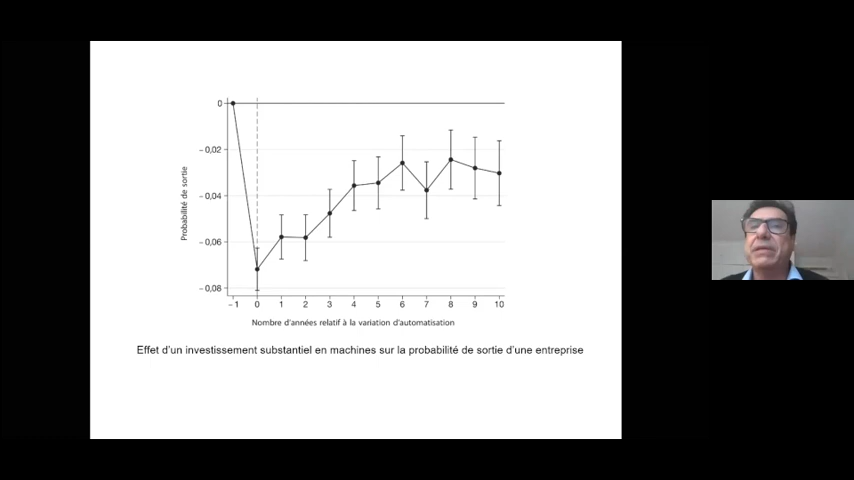 0
– 0,02
– 0,04
– 0,06
– 0,08
Probabilité de sortie
– 1 0 1 2 3 4 5 6 7 8 9 10
Nombre d'années relatif à la variation d'automatisation
Effet d'un investissement substantiel en machines sur la probabilité de sortie d'une entreprise